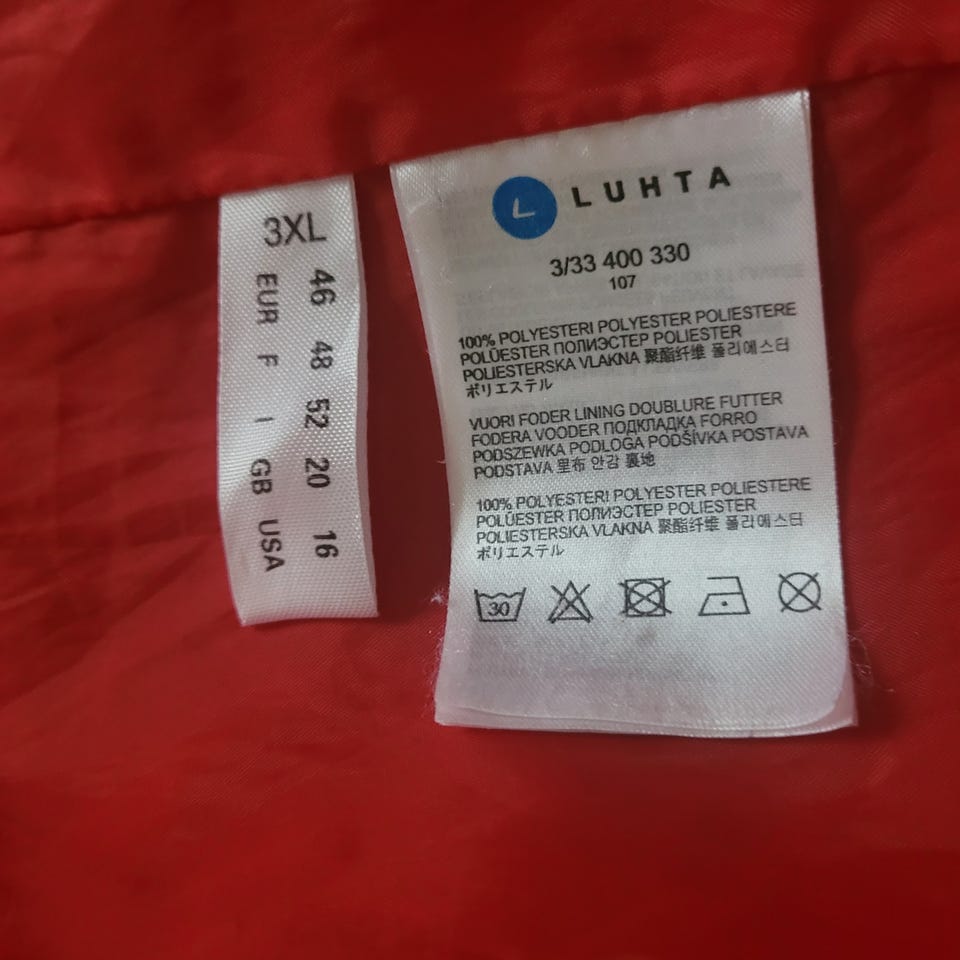 3XL
EUR 46
F 48
I 52
GB 20
USA 16
L LUHTA
3/33 400 330
107
100% POLYESTERI POLYESTER POLIESTERE
POLÜESTER ПОЛИЭСТЕР POLIESTER
POLIESTERSKA VLAKNA 聚酯纤维 폴리에스터
ポリエステル
VUORI FODER LINING DOUBLURE FUTTER
FODERA VOODER ПОДКЛАДКА FORRO
PODSZEWKA PODLOGA PODŠÍVKA POSTAVA
PODSTAVA 里布 안감 裏地
100% POLYESTERI POLYESTER POLIESTERE
POLÜESTER ПОЛИЭСТЕР POLIESTER
POLIESTERSKA VLAKNA 聚酯纤维 폴리에스터
ポリエステル
30